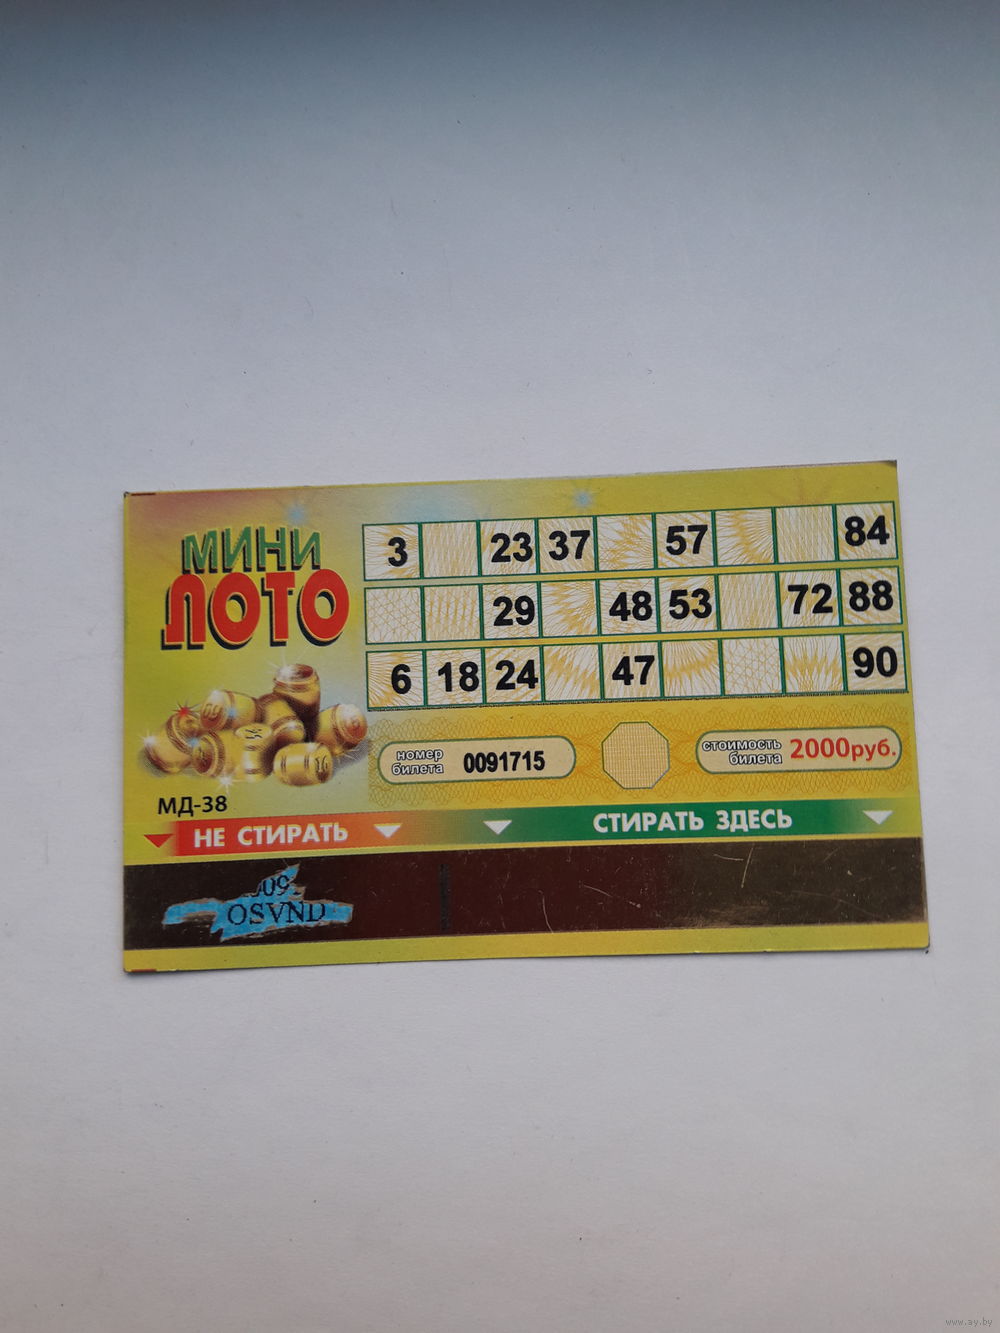 МИНИ
ЛОТО
3 23 37 57 84
29 48 53 72 88
6 18 24 47 90
номер
билета
0091715
стоимость
билета
2000руб.
МД-38
НЕ СТИРАТЬ
СТИРАТЬ ЗДЕСЬ
OSVND
www.ay.by